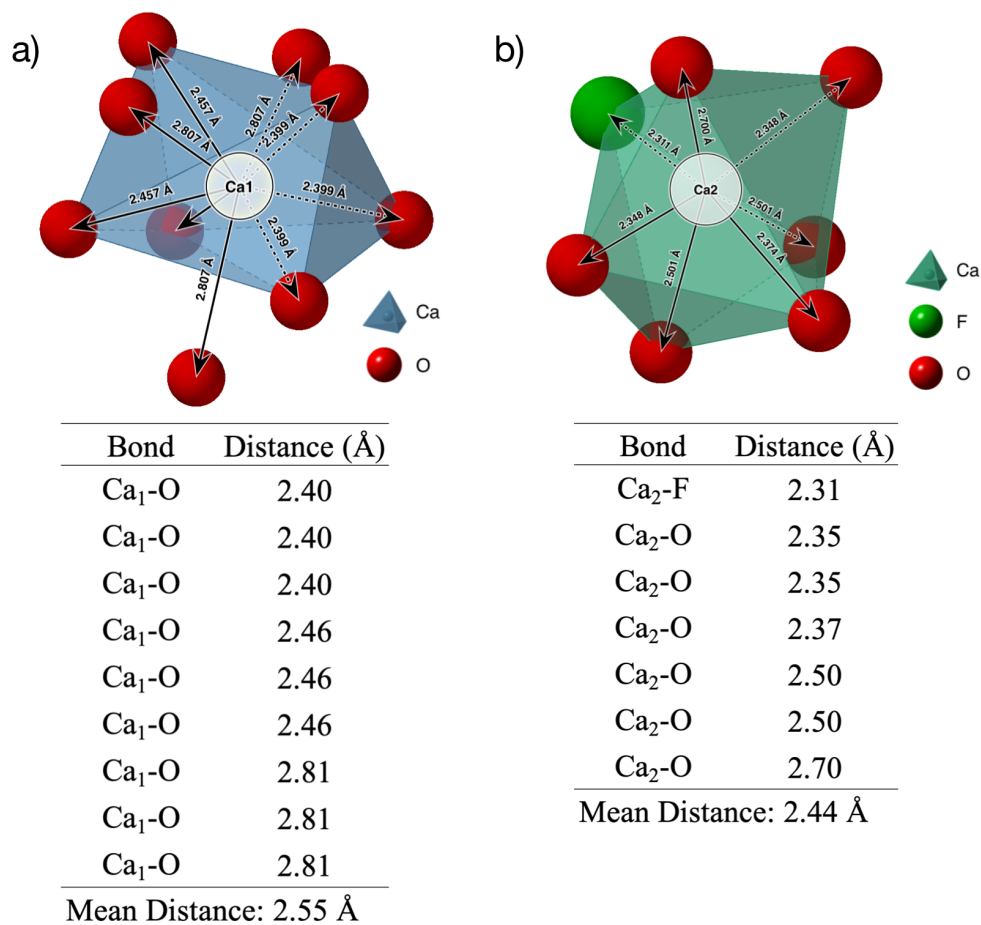 a)
2.457 Å
2.807 Å
2.807 Å
2.399 Å
Ca1
2.457 Å
2.399 Å
2.399 Å
2.807 Å
Ca
O
Bond Distance (Å)
Ca₁-O 2.40
Ca₁-O 2.40
Ca₁-O 2.40
Ca₁-O 2.46
Ca₁-O 2.46
Ca₁-O 2.46
Ca₁-O 2.81
Ca₁-O 2.81
Ca₁-O 2.81
Mean Distance: 2.55 Å
b)
2.700 Å
2.348 Å
2.311 Å
Ca2
2.348 Å
2.501 Å
2.374 Å
2.501 Å
Ca
F
O
Bond Distance (Å)
Ca₂-F 2.31
Ca₂-O 2.35
Ca₂-O 2.35
Ca₂-O 2.37
Ca₂-O 2.50
Ca₂-O 2.50
Ca₂-O 2.70
Mean Distance: 2.44 Å